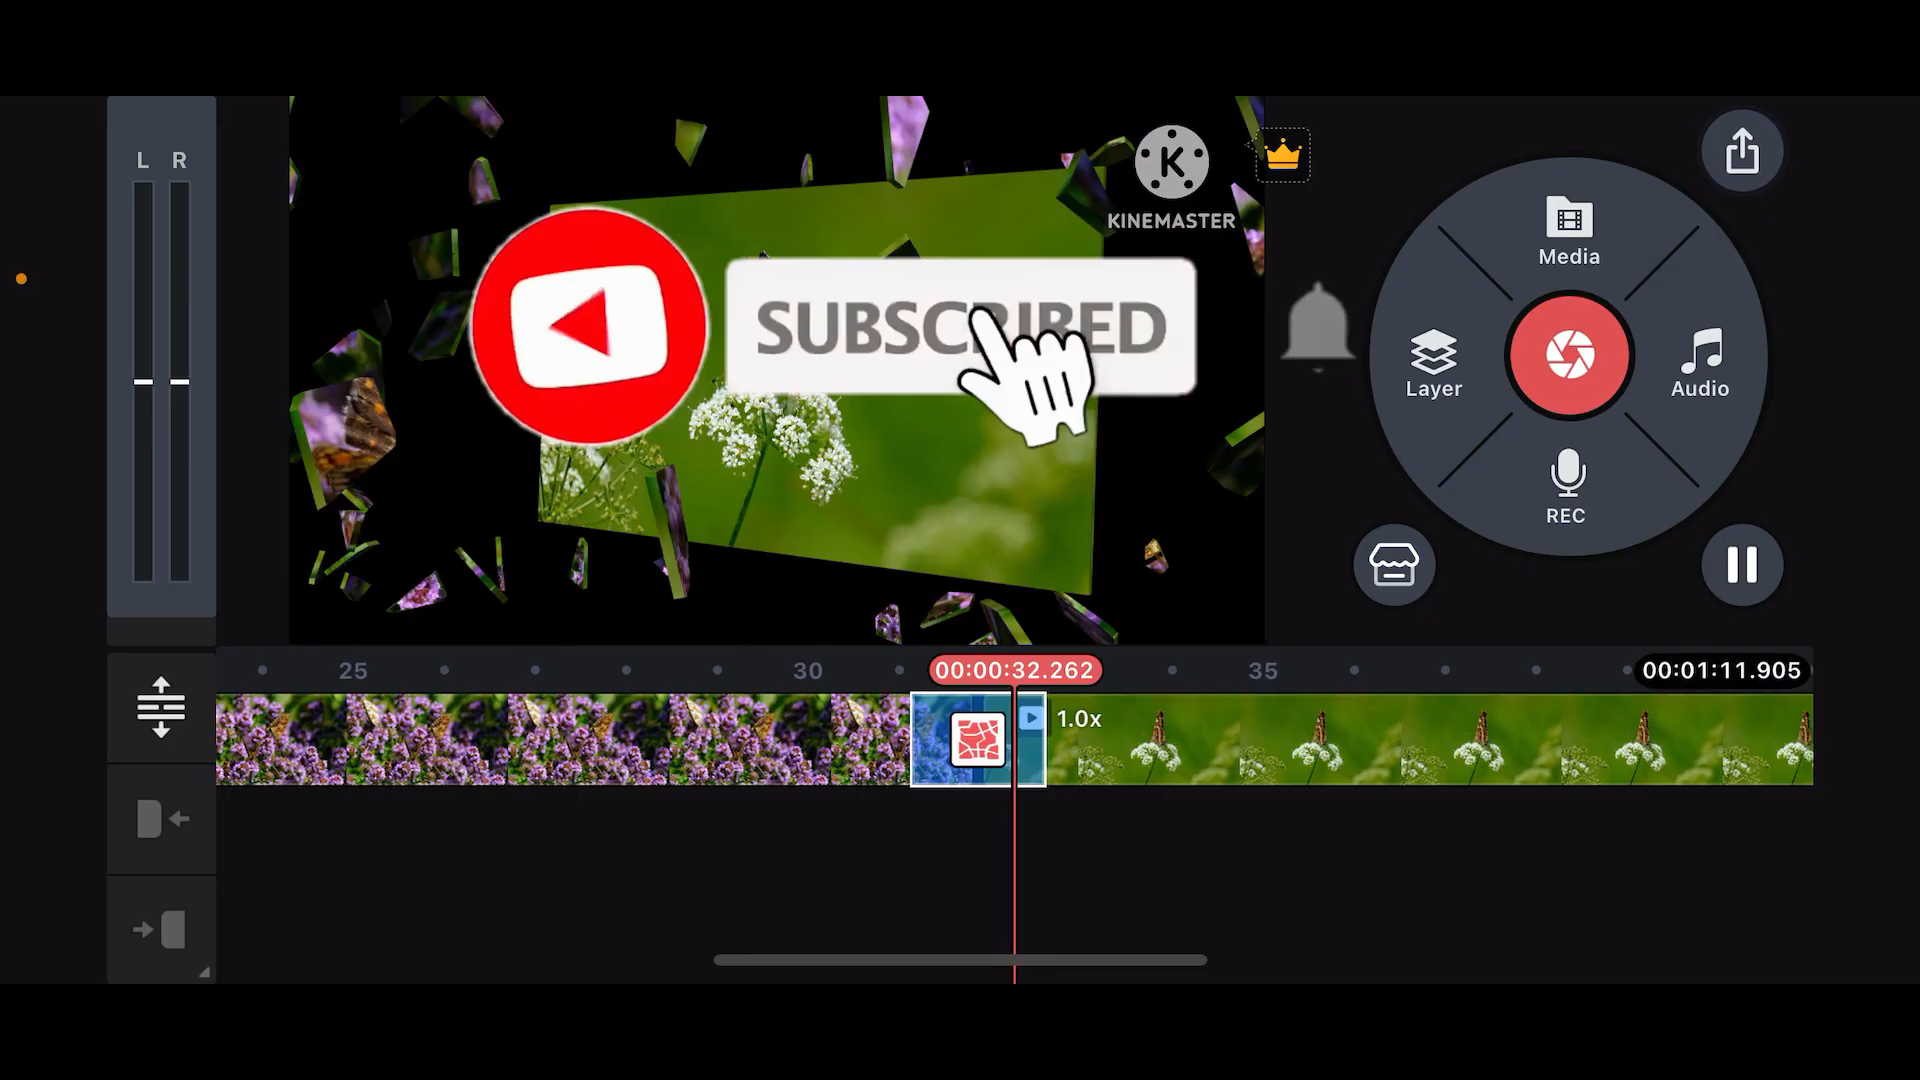 L R
KINEMASTER
SUBSCRIBED
Media
Layer
Audio
REC
25
30
00:00:32.262
35
00:01:11.905
1.0x